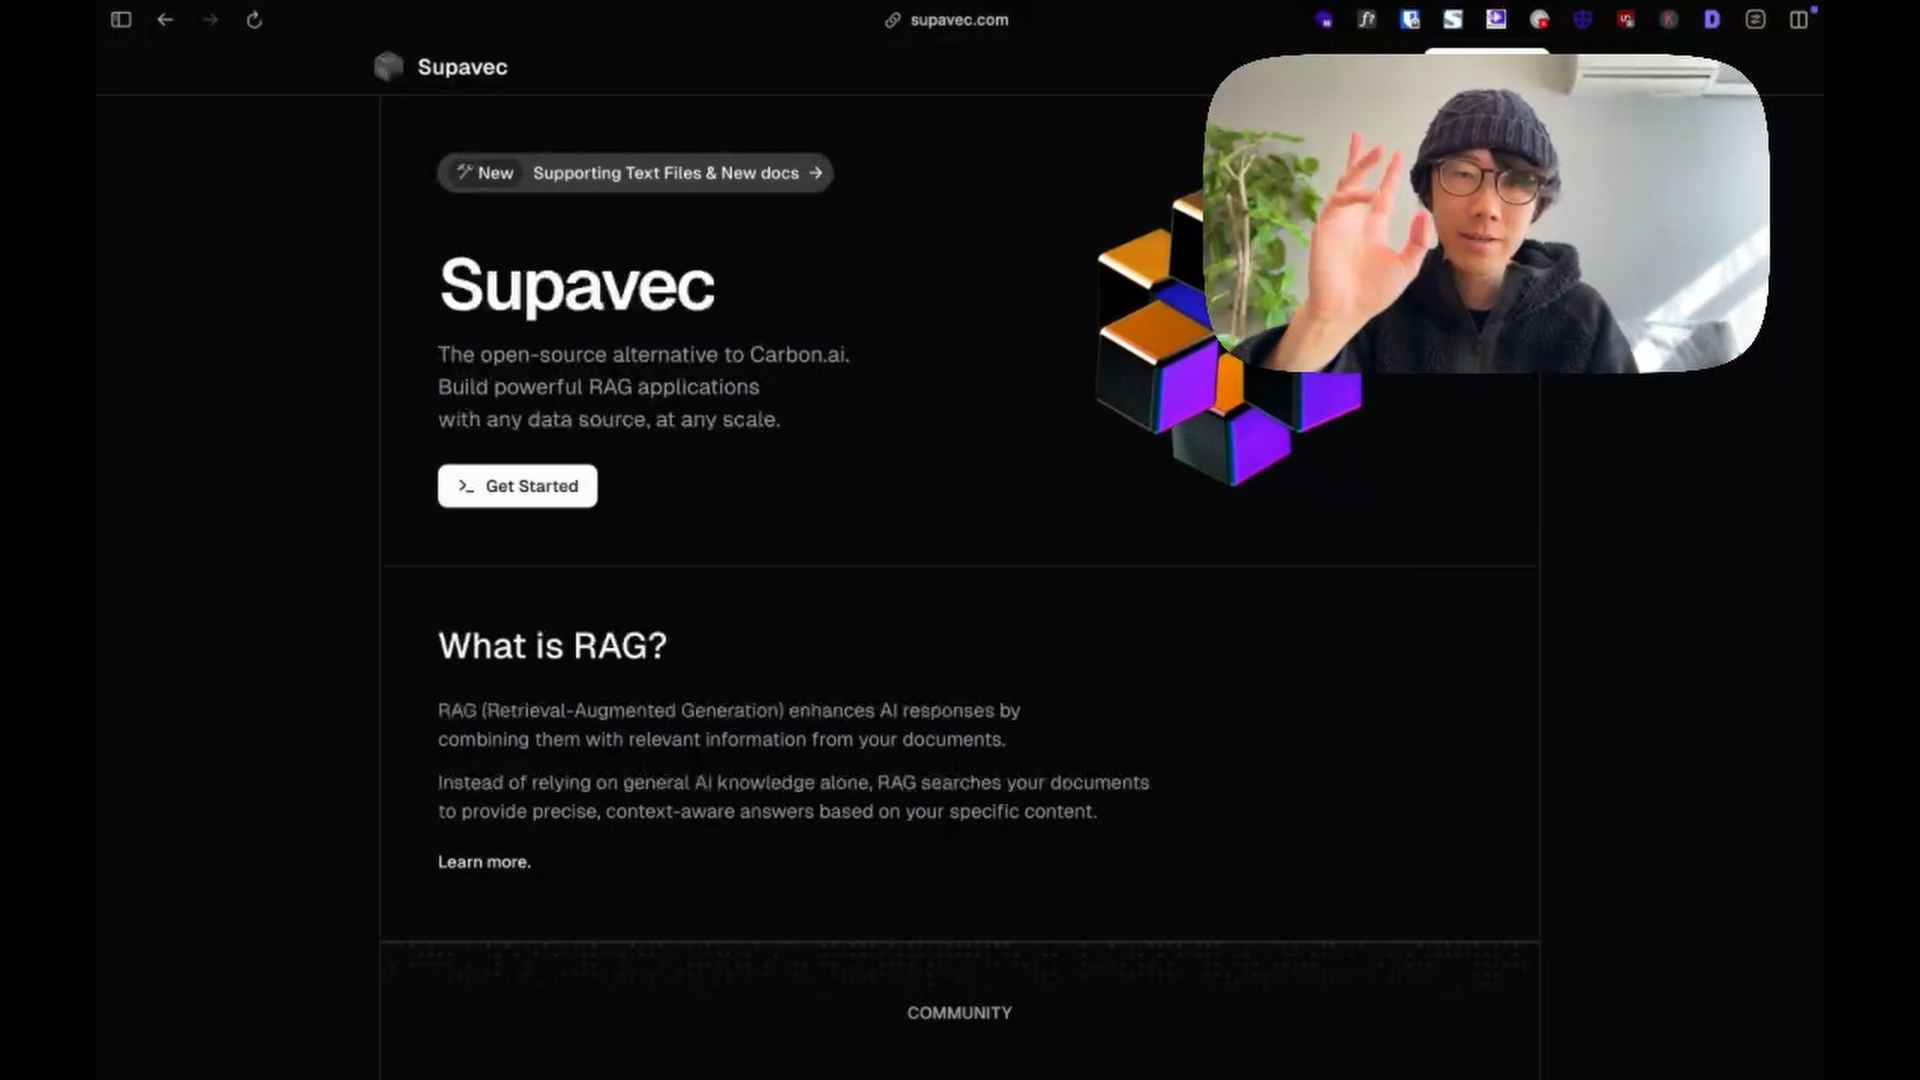 supavec.com
Supavec
New Supporting Text Files & New docs →
Supavec
The open-source alternative to Carbon.ai.
Build powerful RAG applications
with any data source, at any scale.
>_ Get Started
What is RAG?
RAG (Retrieval-Augmented Generation) enhances AI responses by
combining them with relevant information from your documents.
Instead of relying on general AI knowledge alone, RAG searches your documents
to provide precise, context-aware answers based on your specific content.
Learn more.
COMMUNITY